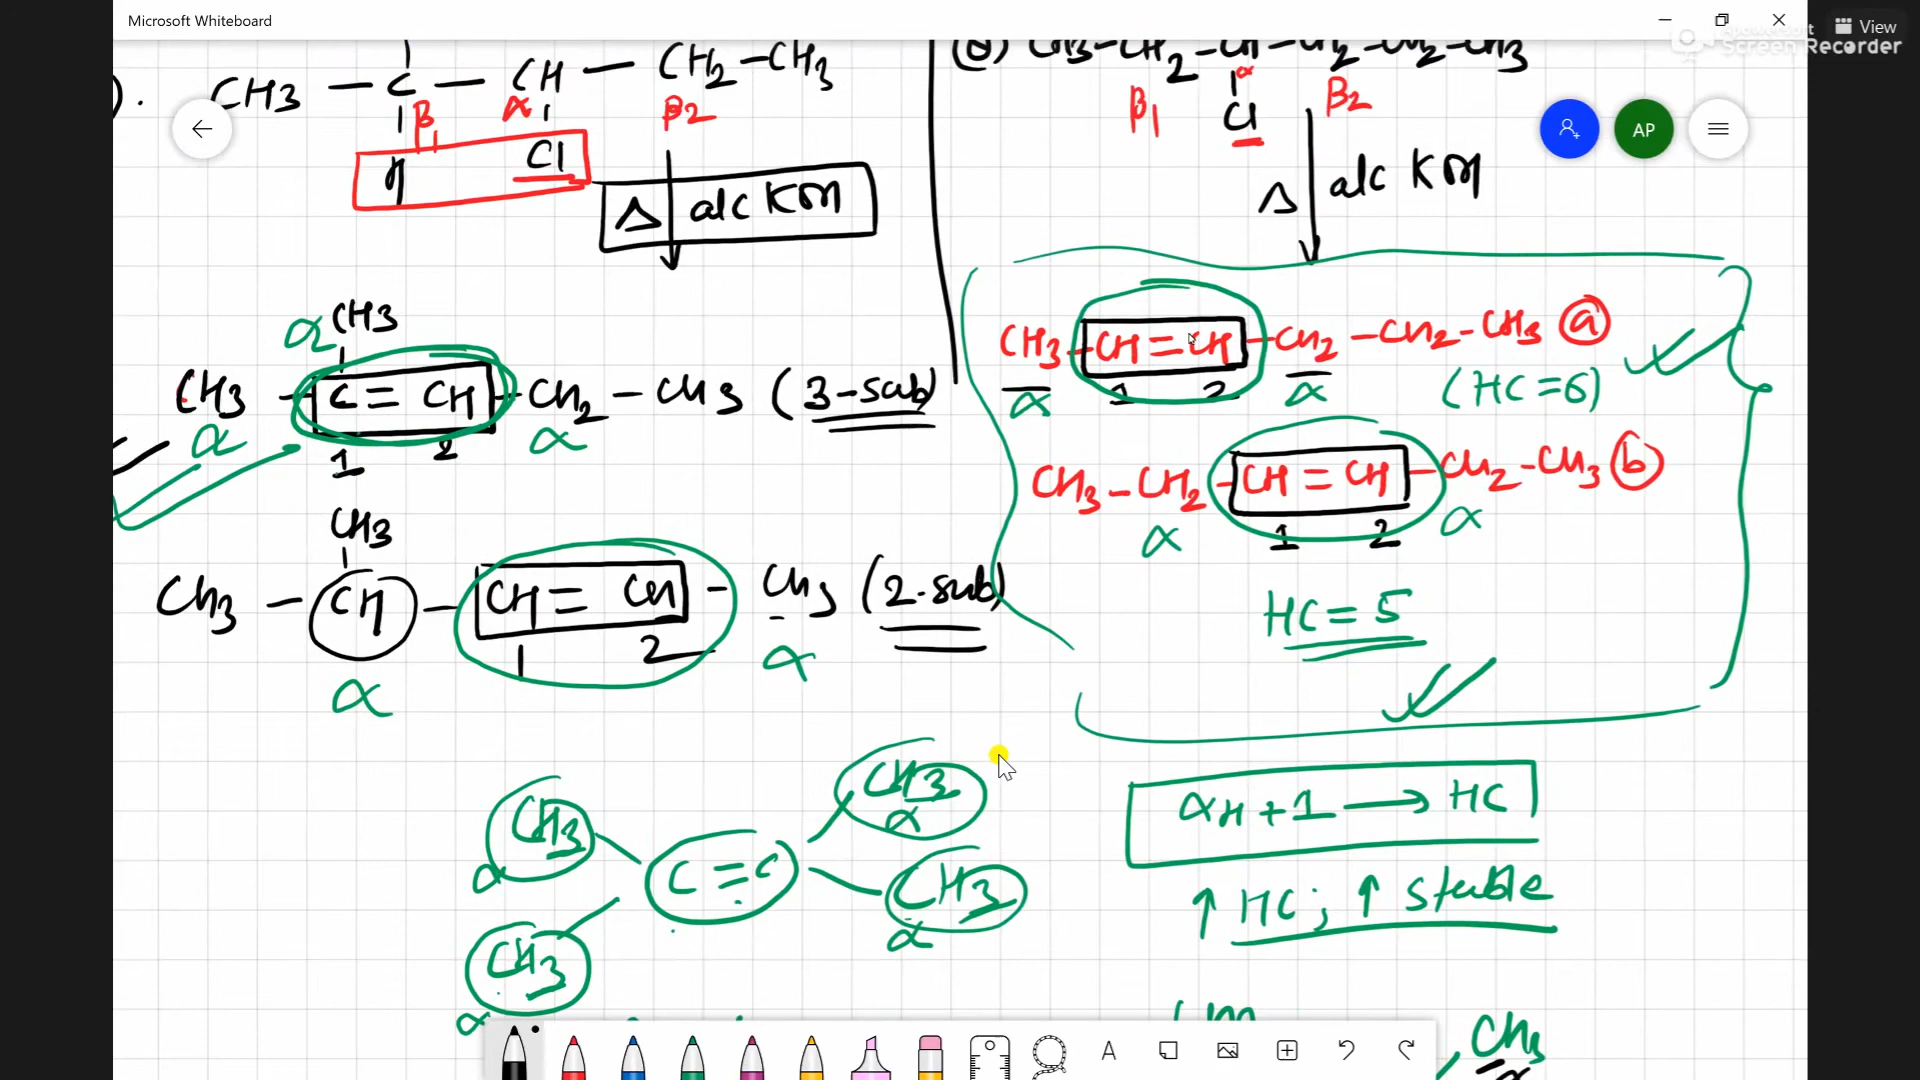 Microsoft Whiteboard
View
Screen Recorder
CH3 — C — CH — CH2 — CH3
β1 α β2
H Cl
Δ alc KOH
CH3–CH2–CH–CH2–CH2–CH3
α
β1 Cl β2
Δ alc KOH
AP
α CH3
CH3 – C = CH – CH2 – CH3 (3-sub)
α 1 2 α
CH3
CH3 – CH – CH = CH – CH3 (2-sub)
α 1 2 α
CH3 – CH = CH – CH2 – CH2 – CH3 (a)
α 1 2 α (HC=6)
CH3 – CH2 – CH = CH – CH2 – CH3 (b)
α 1 2 α
HC = 5
CH3 α
CH3 α
C = C
CH3 α
CH3 α
αH + 1 → HC
↑ HC ; ↑ Stable
CH3
A